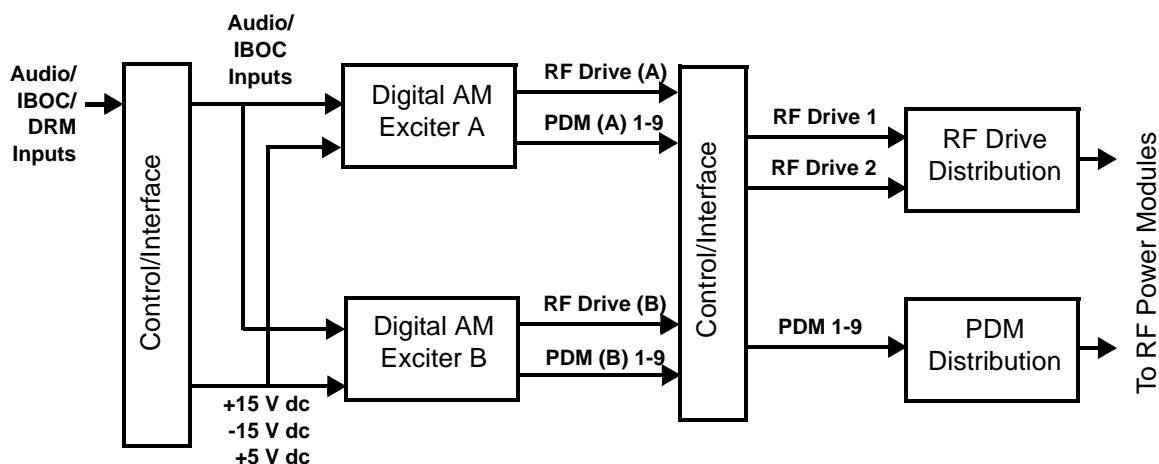 Audio/
IBOC/
DRM
Inputs
Control/Interface
Audio/
IBOC
Inputs
+15 V dc
-15 V dc
+5 V dc
Digital AM
Exciter A
RF Drive (A)
PDM (A) 1-9
Digital AM
Exciter B
RF Drive (B)
PDM (B) 1-9
Control/Interface
RF Drive 1
RF Drive 2
PDM 1-9
RF Drive
Distribution
PDM
Distribution
To RF Power Modules